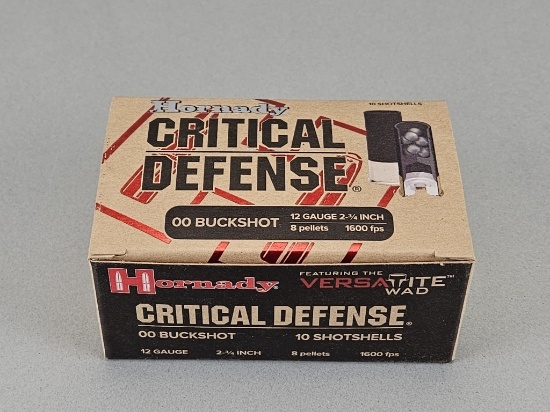 Hornady
10 SHOTSHELLS
CRITICAL
DEFENSE®
00 BUCKSHOT
12 GAUGE 2-¾ INCH
8 pellets 1600 fps
Hornady
FEATURING THE
VERSATITE™
WAD
CRITICAL DEFENSE®
00 BUCKSHOT 10 SHOTSHELLS
12 GAUGE 2-¾ INCH 8 pellets 1600 fps